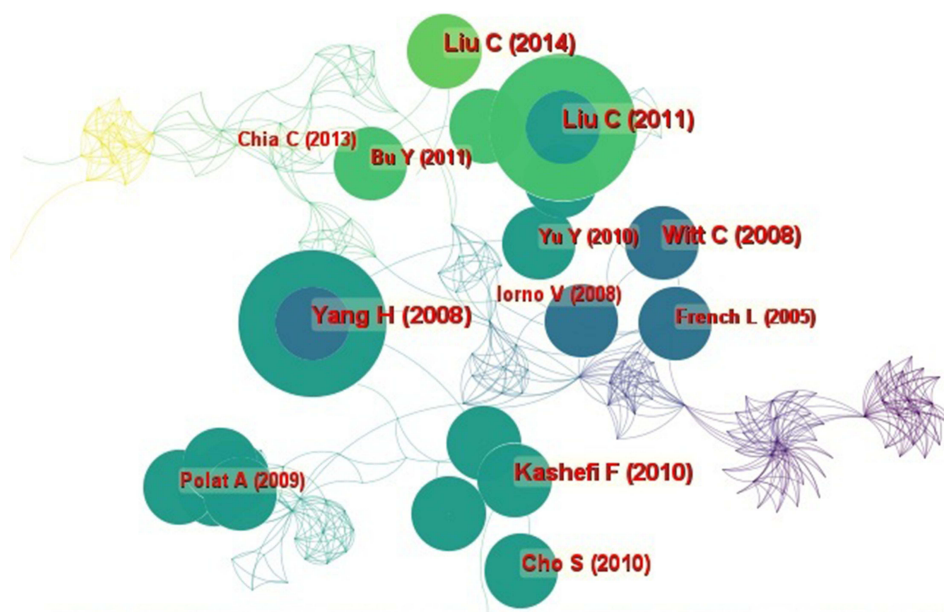 Liu C (2014)
Liu C (2011)
Chia C (2013)
Bu Y (2011)
Yu Y (2010)
Witt C (2008)
Iorno V (2008)
Yang H (2008)
French L (2005)
Polat A (2009)
Kashefi F (2010)
Cho S (2010)